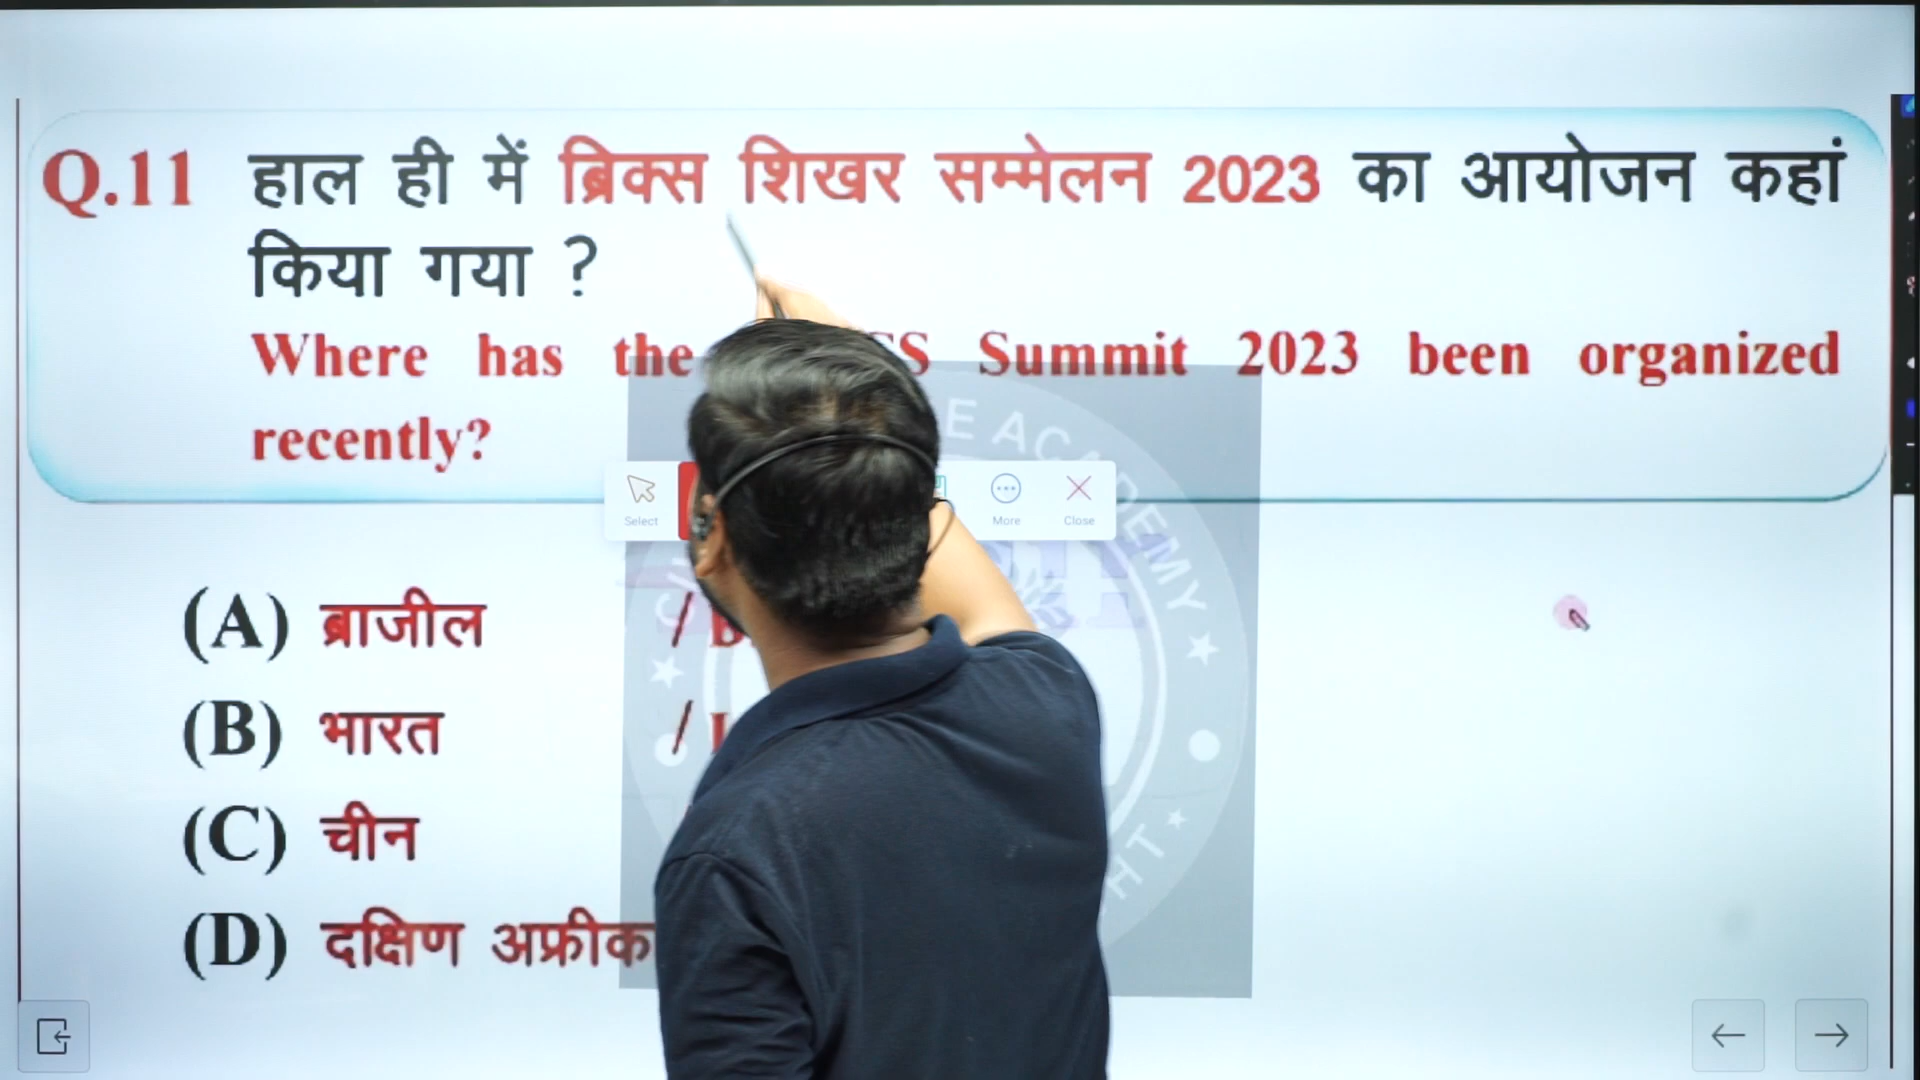 Q.11 हाल ही में ब्रिक्स शिखर सम्मेलन 2023 का आयोजन कहां
किया गया ?
Where has the Summit 2023 been organized
recently?
Select More Close
(A) ब्राजील /
(B) भारत /
(C) चीन
(D) दक्षिण
ACADEMY